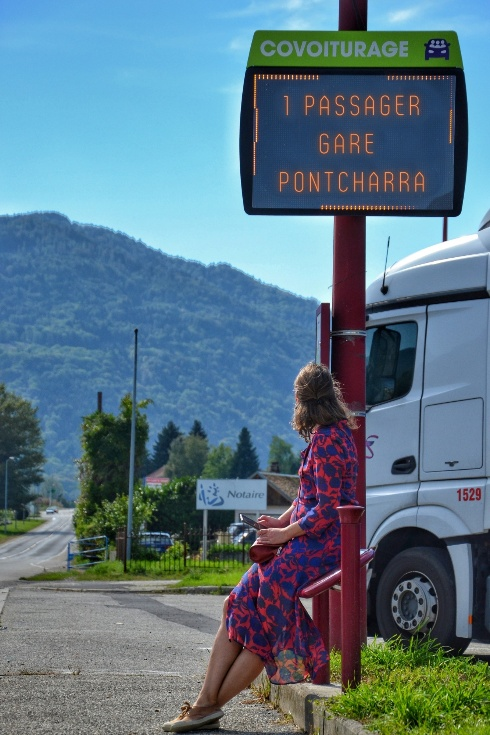 COVOITURAGE
1 PASSAGER
GARE
PONTCHARRA
Notaire
1529